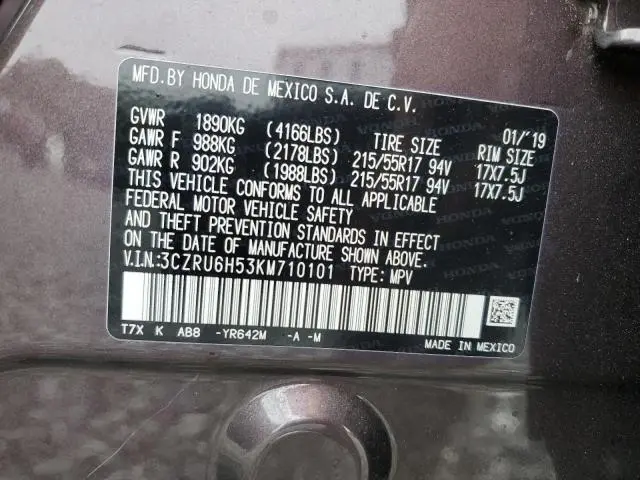 MFD. BY HONDA DE MEXICO S.A. DE C.V.
GVWR 1890KG (4166LBS) TIRE SIZE 01/'19 RIM SIZE
GAWR F 988KG (2178LBS) 215/55R17 94V 17X7.5J
GAWR R 902KG (1988LBS) 215/55R17 94V 17X7.5J
THIS VEHICLE CONFORMS TO ALL APPLICABLE
FEDERAL MOTOR VEHICLE SAFETY
AND THEFT PREVENTION STANDARDS IN EFFECT
ON THE DATE OF MANUFACTURE SHOWN ABOVE.
V.I.N.:3CZRU6H53KM710101 TYPE: MPV
T7X K AB8 -YR642M -A -M
MADE IN MEXICO